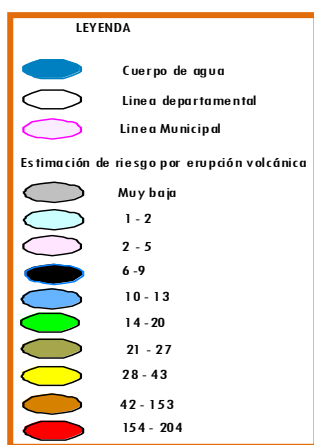 LEYENDA
Cuerpo de agua
Linea departamental
Linea Municipal
Estimación de riesgo por erupción volcánica
Muy baja
1 - 2
2 - 5
6 -9
10 - 13
14 -20
21 - 27
28 - 43
42 - 153
154 - 204